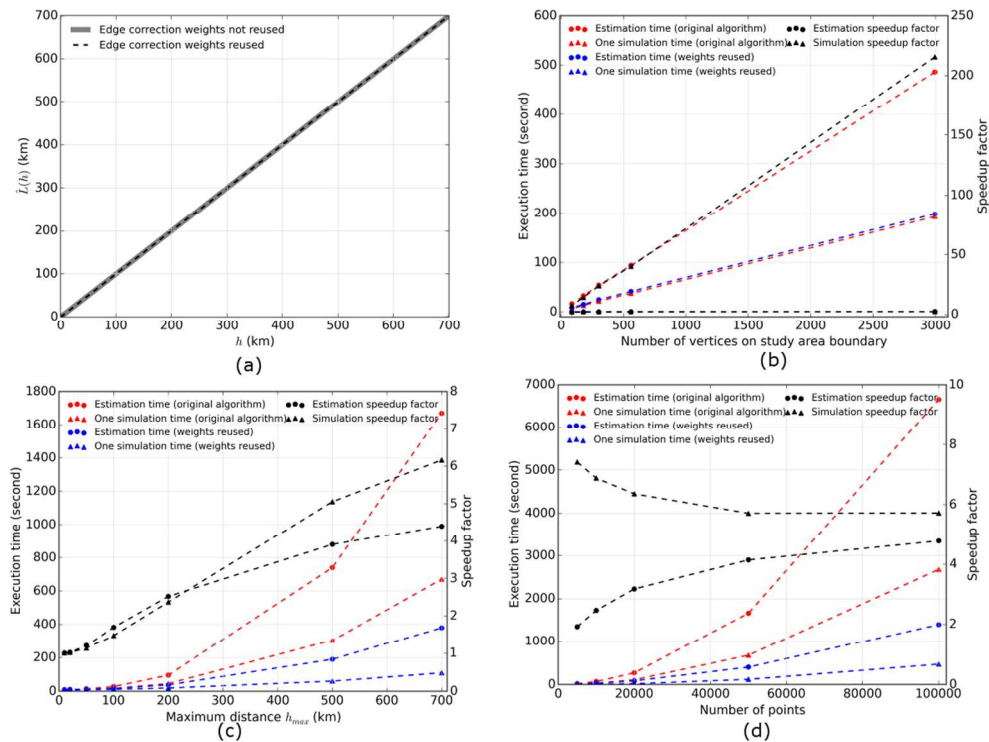 700
600
500
400
300
200
100
0
L̂(h) (km)
Edge correction weights not reused
Edge correction weights reused
0 100 200 300 400 500 600 700
h (km)
(a)
600
500
400
300
200
100
0
Execution time (second)
Estimation time (original algorithm)
One simulation time (original algorithm)
Estimation time (weights reused)
One simulation time (weights reused)
Estimation speedup factor
Simulation speedup factor
250
200
150
100
50
0
Speedup factor
0 500 1000 1500 2000 2500 3000
Number of vertices on study area boundary
(b)
1800
1600
1400
1200
1000
800
600
400
200
0
Execution time (second)
Estimation time (original algorithm)
One simulation time (original algorithm)
Estimation time (weights reused)
One simulation time (weights reused)
Estimation speedup factor
Simulation speedup factor
8
7
6
5
4
3
2
1
0
Speedup factor
0 100 200 300 400 500 600 700
Maximum distance hmax (km)
(c)
7000
6000
5000
4000
3000
2000
1000
0
Execution time (second)
Estimation time (original algorithm)
One simulation time (original algorithm)
Estimation time (weights reused)
One simulation time (weights reused)
Estimation speedup factor
Simulation speedup factor
10
8
6
4
2
0
Speedup factor
0 20000 40000 60000 80000 100000
Number of points
(d)